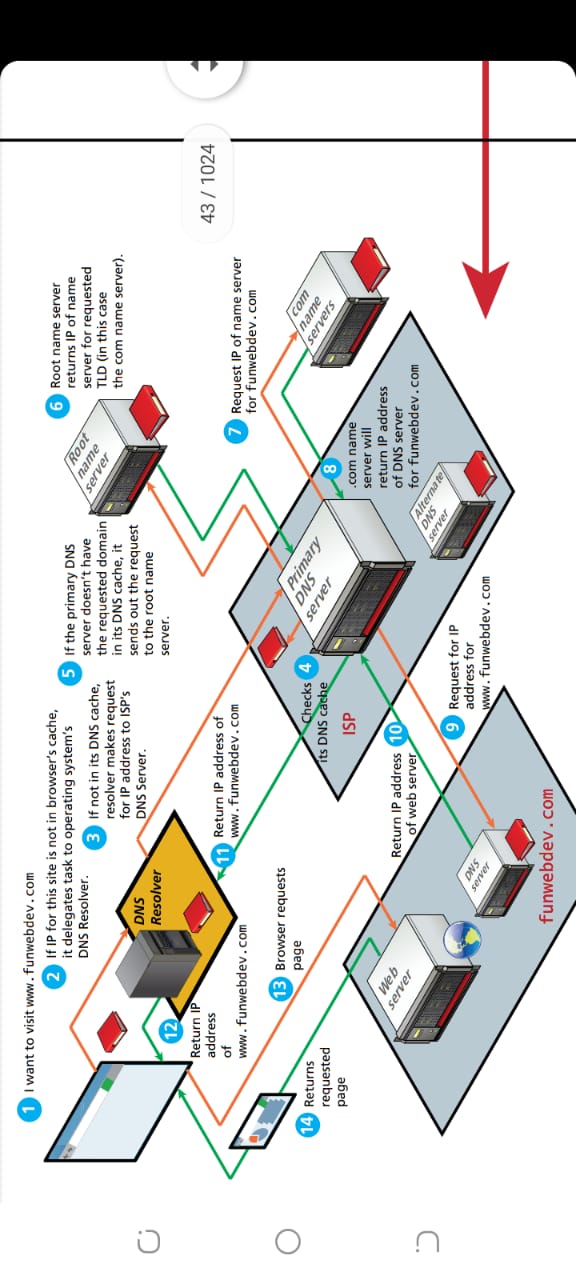 1 I want to visit www.funwebdev.com
2 If IP for this site is not in browser's cache,
it delegates task to operating system's
DNS Resolver.
3 If not in its DNS cache,
resolver makes request
for IP address to ISP's
DNS Server.
DNS
Resolver
5 If the primary DNS
server doesn't have
the requested domain
in its DNS cache, it
sends out the request
to the root name
server.
Root
name
server
6 Root name server
returns IP of name
server for requested
TLD (in this case
the com name server).
43 / 1024
12
Return IP
address
of
www.funwebdev.com
11 Return IP address of
www.funwebdev.com
7 Request IP of name server
for funwebdev.com
com
name
servers
13 Browser requests
page
14 Returns
requested
page
Checks 4
its DNS cache
ISP
Primary
DNS
server
8
.com name
server will
return IP address
of DNS server
for funwebdev.com
Alternate
DNS
server
Web
server
Return IP address 10
of web server
9 Request for IP
address for
www.funwebdev.com
DNS
server
funwebdev.com